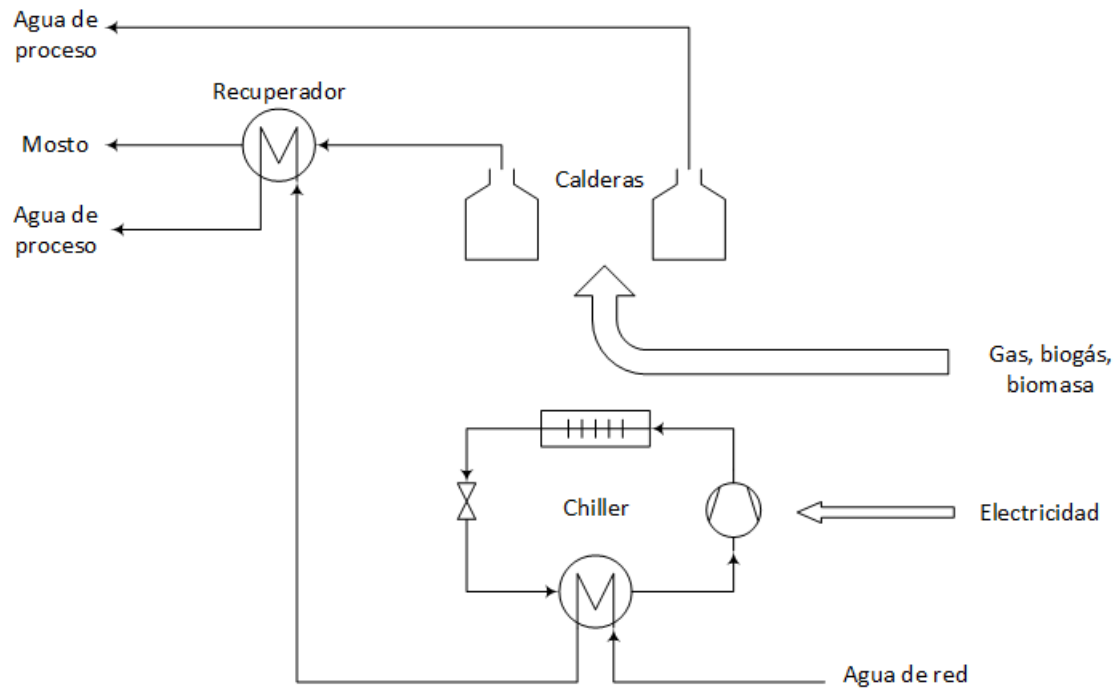 Agua de
proceso
Recuperador
Mosto
Calderas
Agua de
proceso
Gas, biogás,
biomasa
Chiller
Electricidad
Agua de red